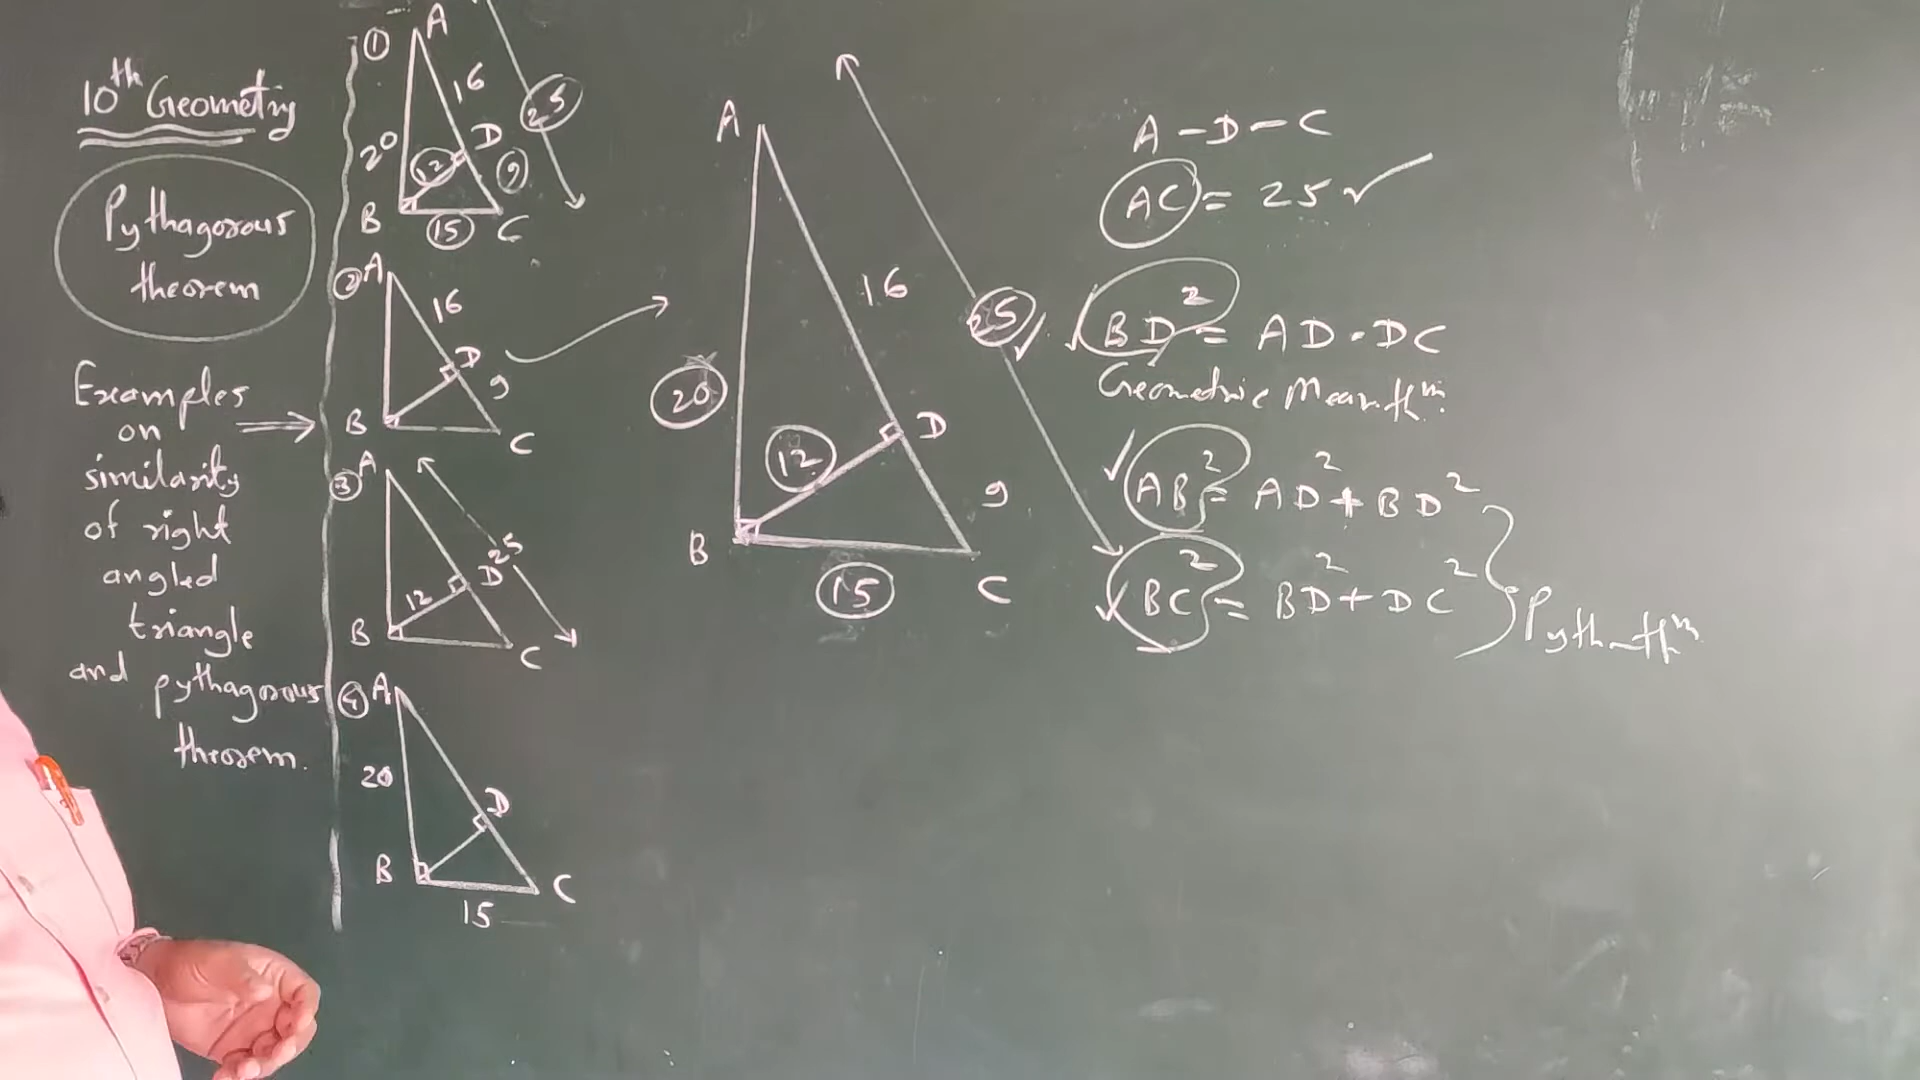 10th Geometry
Pythagorous
theorem
Examples
on
similarity
of right
angled
triangle
and pythagorous
theorem.
①
A
16
25
20
D
12
9
B
15
C
②
A
16
D
9
B
C
③
A
25
D
12
B
C
④
A
20
D
B
C
15
A
16
25
20
D
12
9
B
15
C
A - D - C
AC = 25 ✓
✓ BD² = AD · DC
Geometric Mean thm.
✓ AB² = AD² + BD²
✓ BC² = BD² + DC²
Pyth. thm.